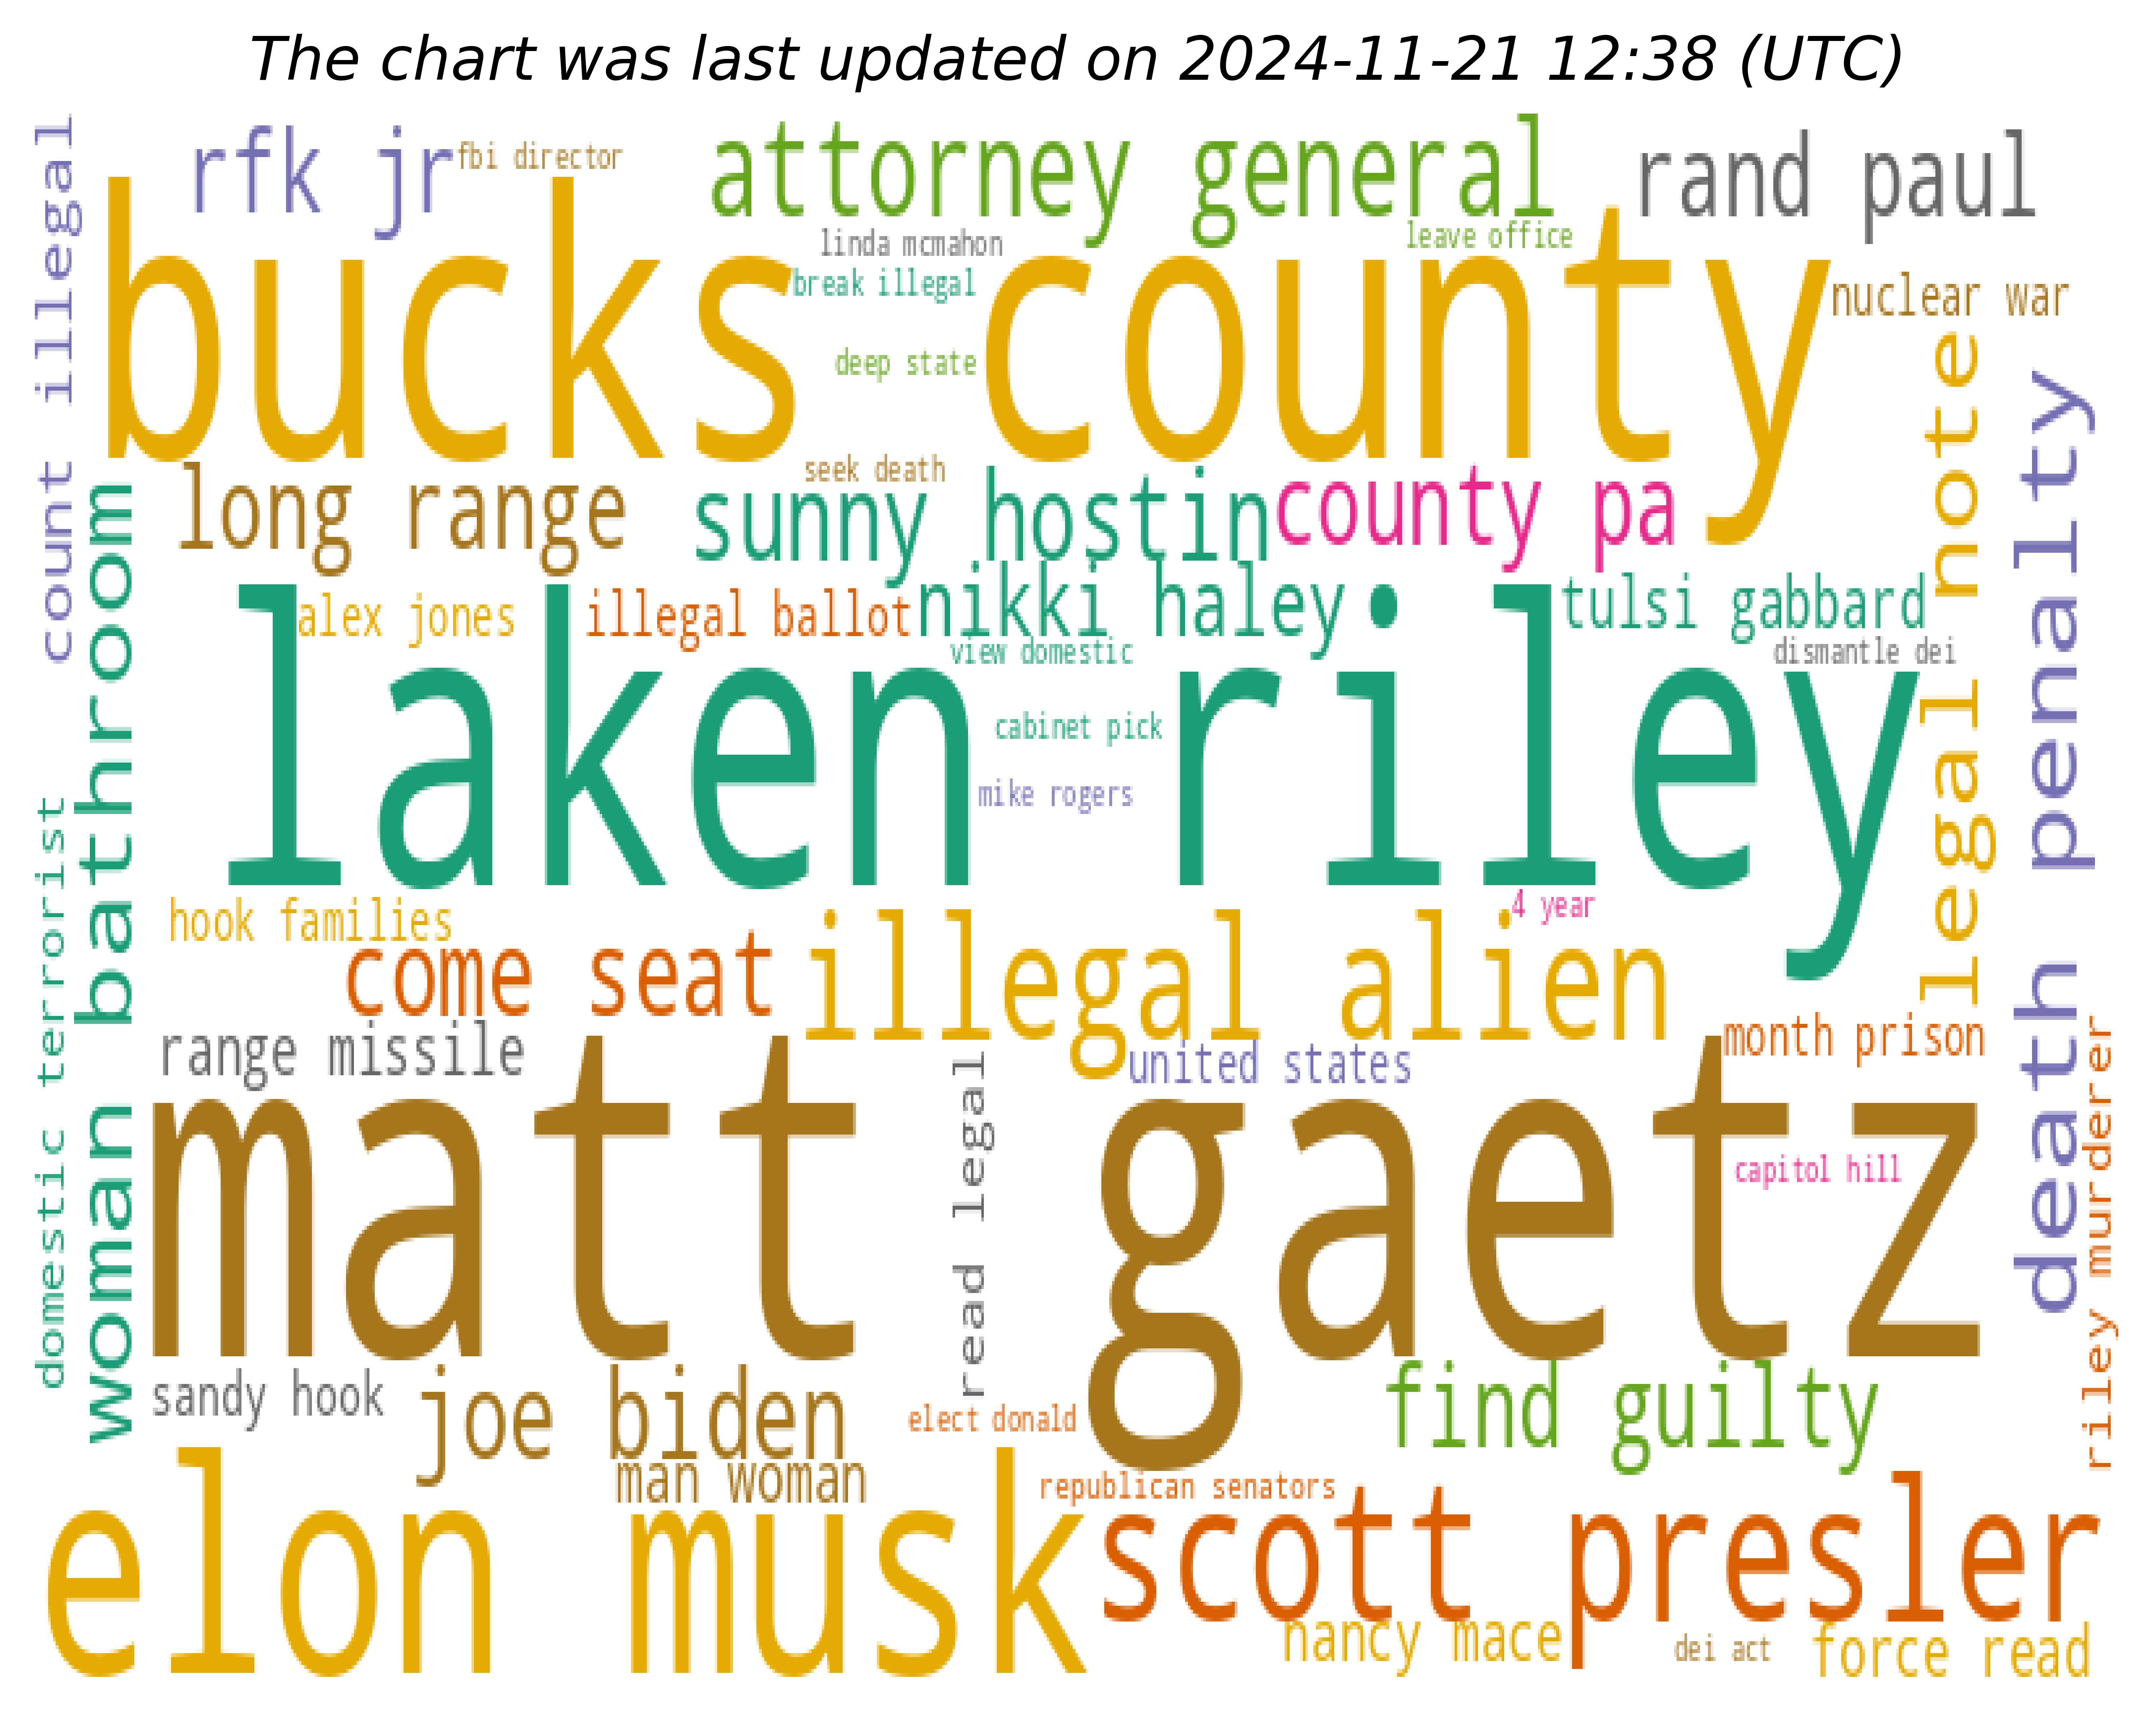 The chart was last updated on 2024-11-21 12:38 (UTC)
count illegal
rfk jr
fbi director
attorney general
rand paul
linda mcmahon
leave office
bucks county
break illegal
nuclear war
deep state
legal note
death penalty
seek death
long range
sunny hostin
county pa
woman bathroom
alex jones
illegal ballot
nikki haley
tulsi gabbard
view domestic
dismantle dei
laken riley
cabinet pick
mike rogers
domestic terrorist
hook families
4 year
come seat
illegal alien
range missile
united states
month prison
matt gaetz
read legal
capitol hill
riley murderer
sandy hook
joe biden
elect donald
find guilty
man woman
republican senators
elon musk
scott presler
nancy mace
dei act
force read